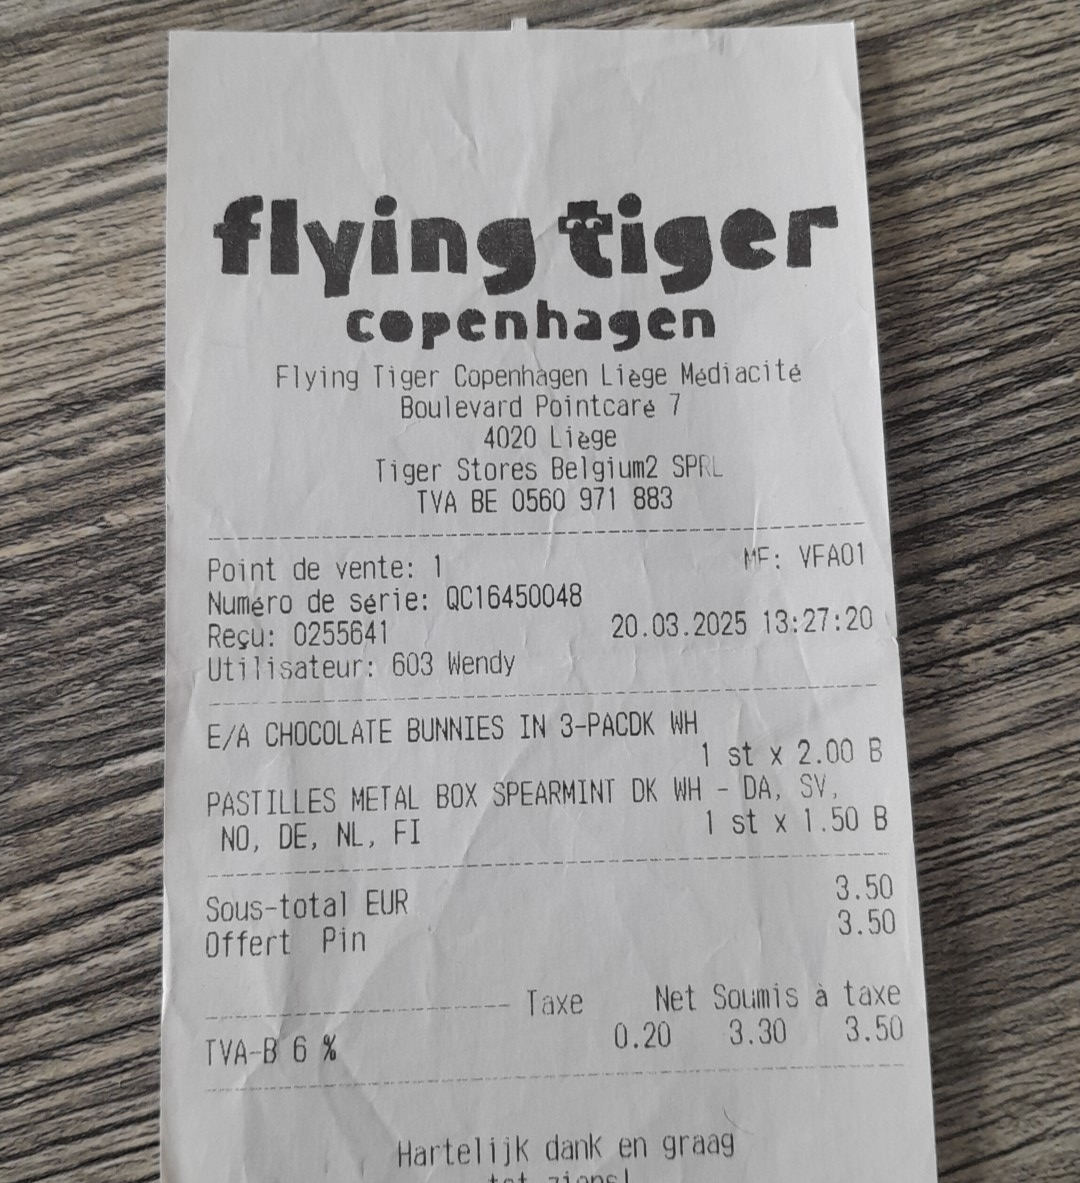 flying tiger
copenhagen
Flying Tiger Copenhagen Liège Médiacité
Boulevard Pointcaré 7
4020 Liège
Tiger Stores Belgium2 SPRL
TVA BE 0560 971 883
Point de vente: 1 MF: VFA01
Numéro de série: QC16450048
Reçu: 0255641 20.03.2025 13:27:20
Utilisateur: 603 Wendy
E/A CHOCOLATE BUNNIES IN 3-PACDK WH
1 st x 2.00 B
PASTILLES METAL BOX SPEARMINT DK WH - DA, SV,
NO, DE, NL, FI 1 st x 1.50 B
Sous-total EUR 3.50
Offert Pin 3.50
Taxe Net Soumis à taxe
TVA-B 6 % 0.20 3.30 3.50
Hartelijk dank en graag
tot ziens!